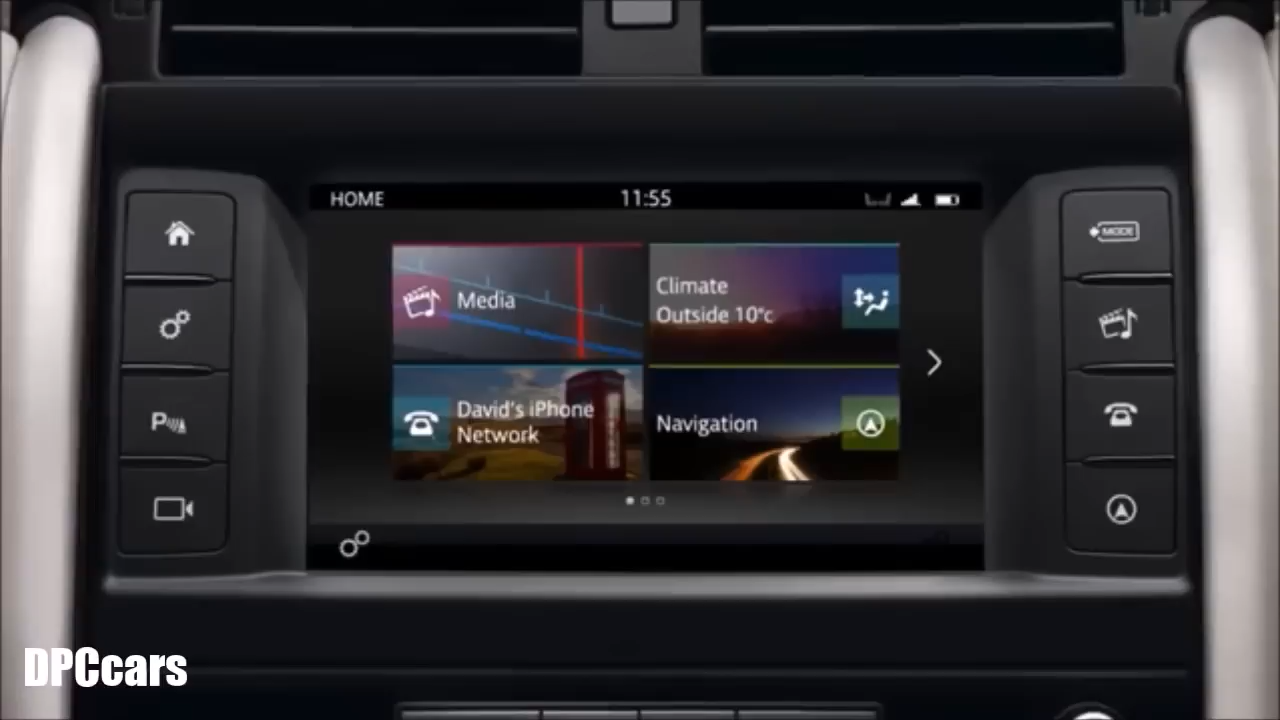 HOME
11:55
Media
Climate
Outside 10°c
David's iPhone
Network
Navigation
MODE
P
DPCcars